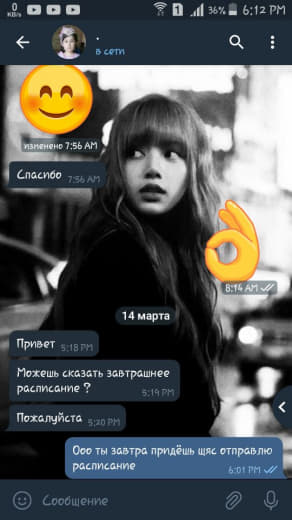 0
KB/s
1
36%
6:12 PM
.
в сети
изменено 7:56 AM
Спасибо 7:56 AM
8:14 AM
14 марта
Привет 5:18 PM
Можешь сказать завтрашнее
расписание ? 5:19 PM
Пожалуйста 5:20 PM
Ооо ты завтра придёшь щяс отправлю
расписание 6:01 PM
Сообщение